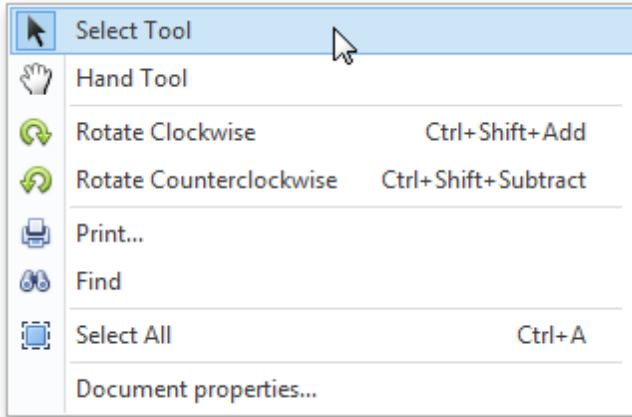 Select Tool
Hand Tool
Rotate Clockwise Ctrl+Shift+Add
Rotate Counterclockwise Ctrl+Shift+Subtract
Print...
Find
Select All Ctrl+A
Document properties...